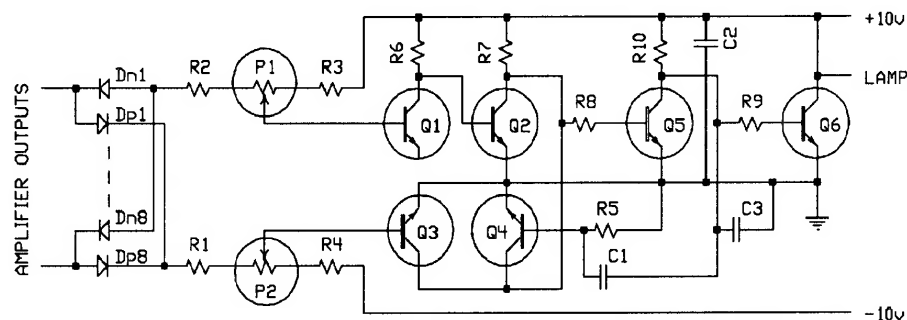 +10v
LAMP
-10v
AMPLIFIER OUTPUTS
Dn1
Dp1
Dn8
Dp8
R2
P1
R3
R6
R7
R10
C2
Q1
Q2
R8
Q5
R9
Q6
R1
P2
R4
Q3
Q4
R5
C1
C3